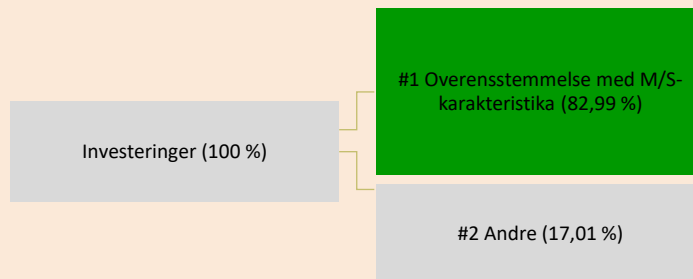 #1 Overensstemmelse med M/S-
karakteristika (82,99 %)
Investeringer (100 %)
#2 Andre (17,01 %)